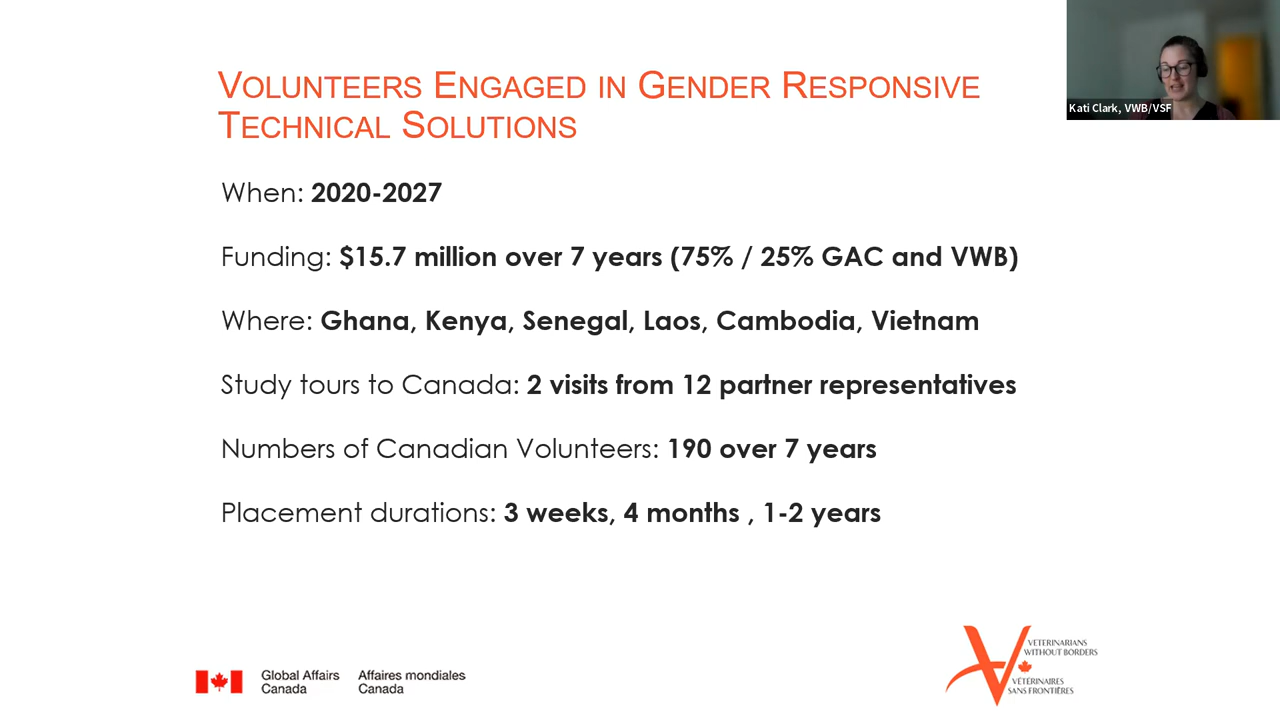 VOLUNTEERS ENGAGED IN GENDER RESPONSIVE
TECHNICAL SOLUTIONS
Kati Clark, VWB/VSF
When: 2020-2027
Funding: $15.7 million over 7 years (75% / 25% GAC and VWB)
Where: Ghana, Kenya, Senegal, Laos, Cambodia, Vietnam
Study tours to Canada: 2 visits from 12 partner representatives
Numbers of Canadian Volunteers: 190 over 7 years
Placement durations: 3 weeks, 4 months , 1-2 years
Global Affairs
Canada
Affaires mondiales
Canada
VETERINARIANS
WITHOUT BORDERS
VÉTÉRINAIRES
SANS FRONTIÈRES